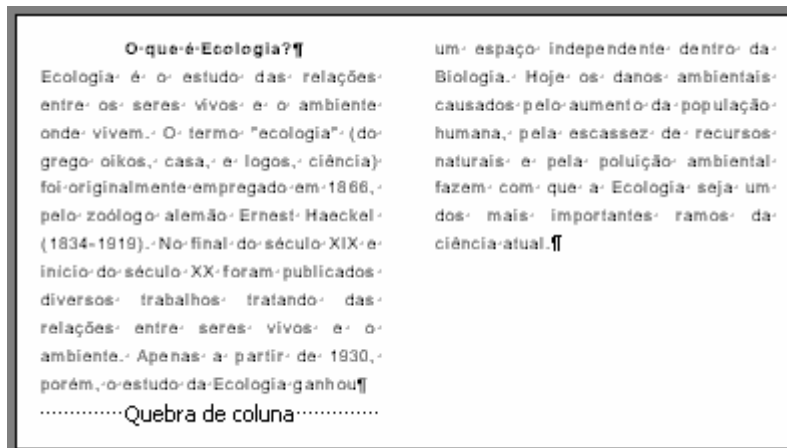 O que é Ecologia?¶
Ecologia é o estudo das relações
entre os seres vivos e o ambiente
onde vivem. O termo "ecologia" (do
grego oikos, casa, e logos, ciência)
foi originalmente empregado em 1866,
pelo zoólogo alemão Ernest Haeckel
(1834-1919). No final do século XIX e
início do século XX foram publicados
diversos trabalhos tratando das
relações entre seres vivos e o
ambiente. Apenas a partir de 1930,
porém, o estudo da Ecologia ganhou¶
Quebra de coluna
um espaço independente dentro da
Biologia. Hoje os danos ambientais
causados pelo aumento da população
humana, pela escassez de recursos
naturais e pela poluição ambiental
fazem com que a Ecologia seja um
dos mais importantes ramos da
ciência atual.¶